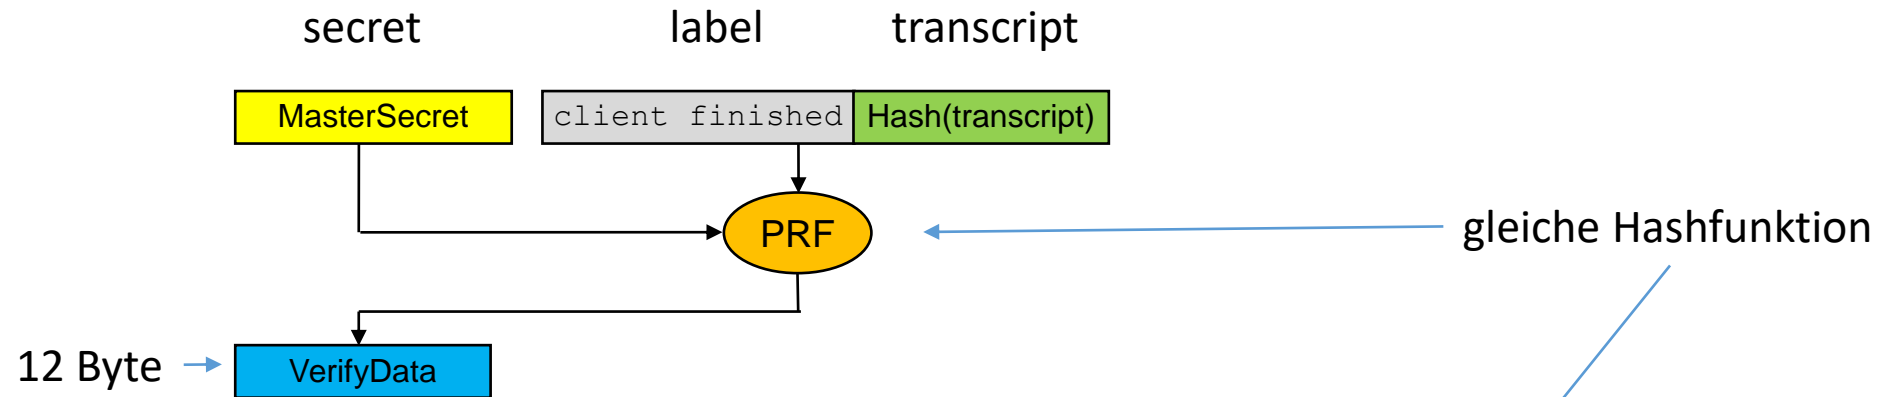 secret label transcript
MasterSecret client finished Hash(transcript)
PRF gleiche Hashfunktion
12 Byte VerifyData